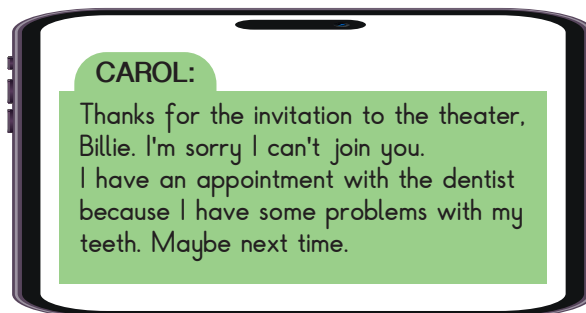 CAROL:
Thanks for the invitation to the theater,
Billie. I'm sorry I can't join you.
I have an appointment with the dentist
because I have some problems with my
teeth. Maybe next time.